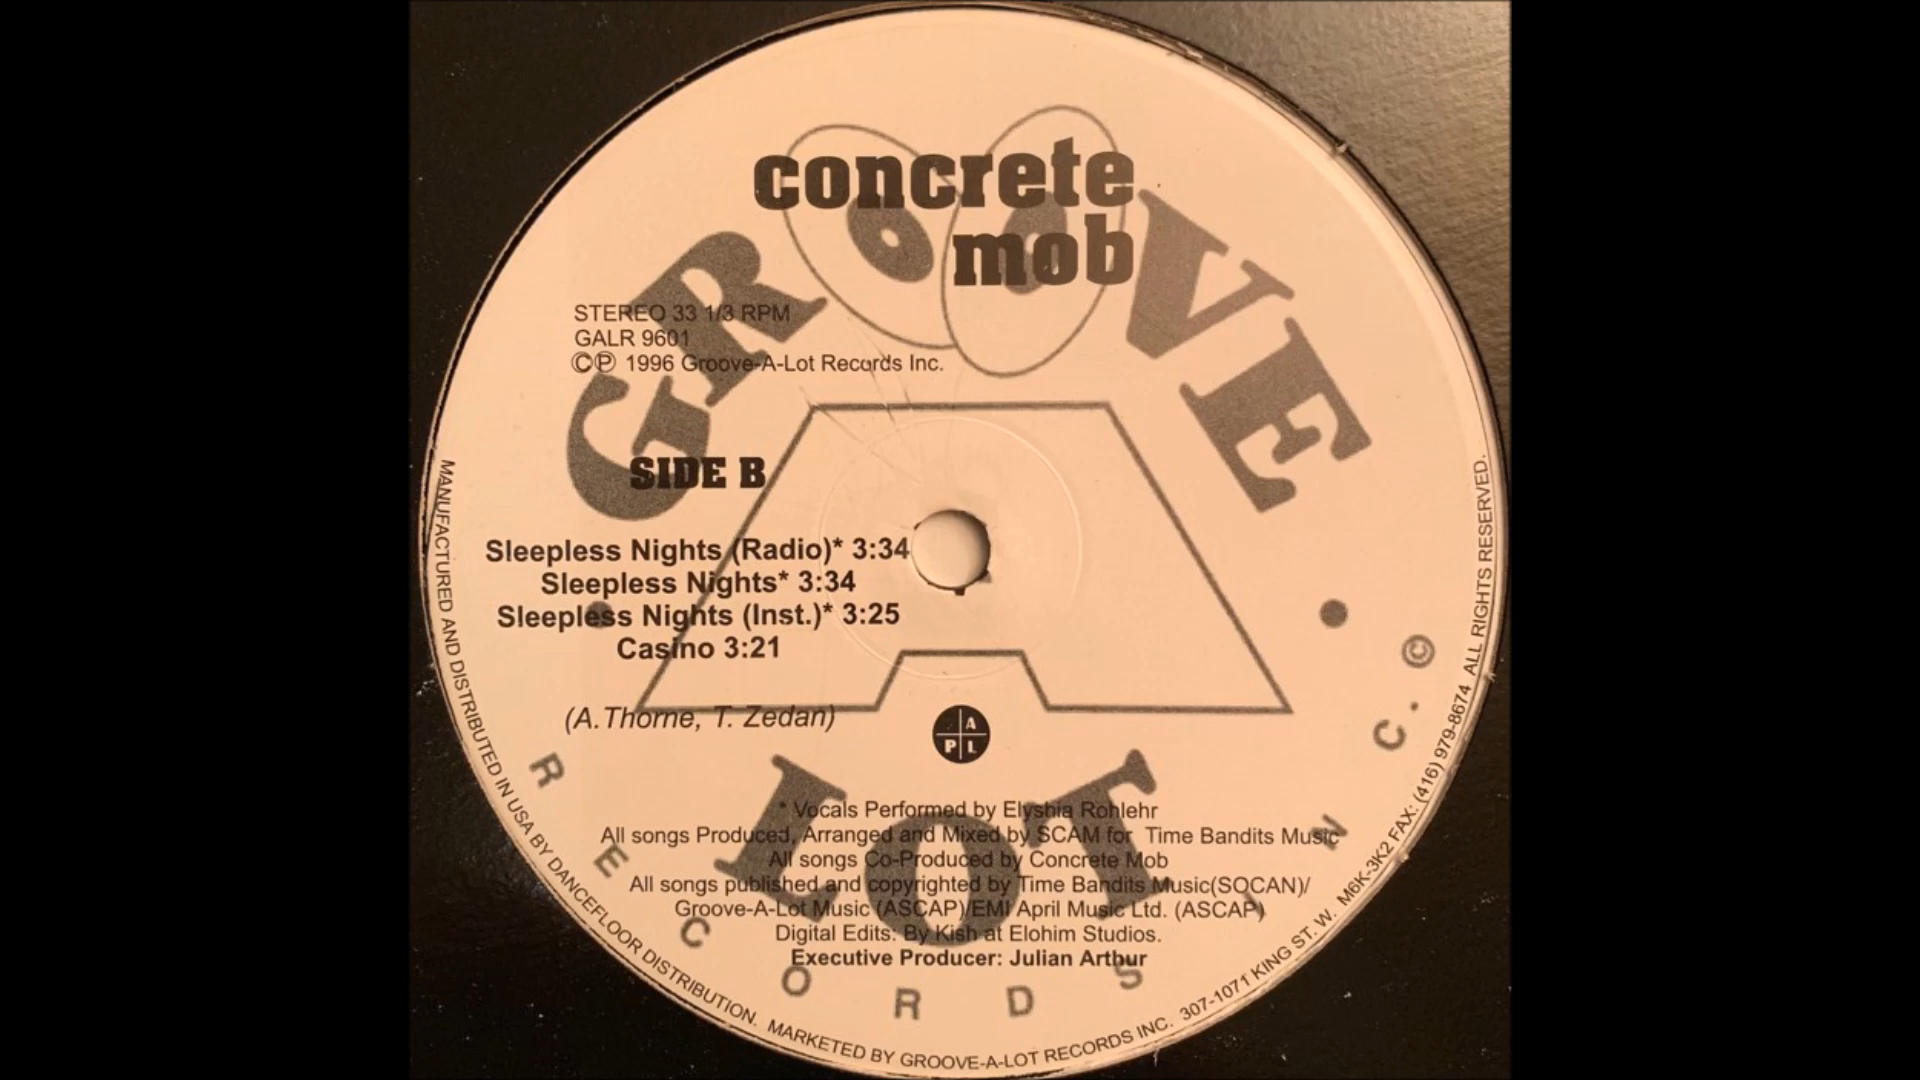 concrete
mob
GROOVE
STEREO 33 1/3 RPM
GALR 9601
©℗ 1996 Groove-A-Lot Records Inc.
SIDE B
A
Sleepless Nights (Radio)* 3:34
Sleepless Nights* 3:34
Sleepless Nights (Inst.)* 3:25
Casino 3:21
(A.Thorne, T. Zedan)
A
P L
LOT
* Vocals Performed by Elyshia Rohlehr
All songs Produced, Arranged and Mixed by SCAM for Time Bandits Music
All songs Co-Produced by Concrete Mob
All songs published and copyrighted by Time Bandits Music(SOCAN)/
Groove-A-Lot Music (ASCAP)/EMI April Music Ltd. (ASCAP)
Digital Edits: By Kish at Elohim Studios.
Executive Producer: Julian Arthur
RECORDS INC. ©
MANUFACTURED AND DISTRIBUTED IN USA BY DANCEFLOOR DISTRIBUTION. MARKETED BY GROOVE-A-LOT RECORDS INC. 307-1071 KING ST. W. M6K-3K2 FAX: (416) 979-8674 ALL RIGHTS RESERVED.